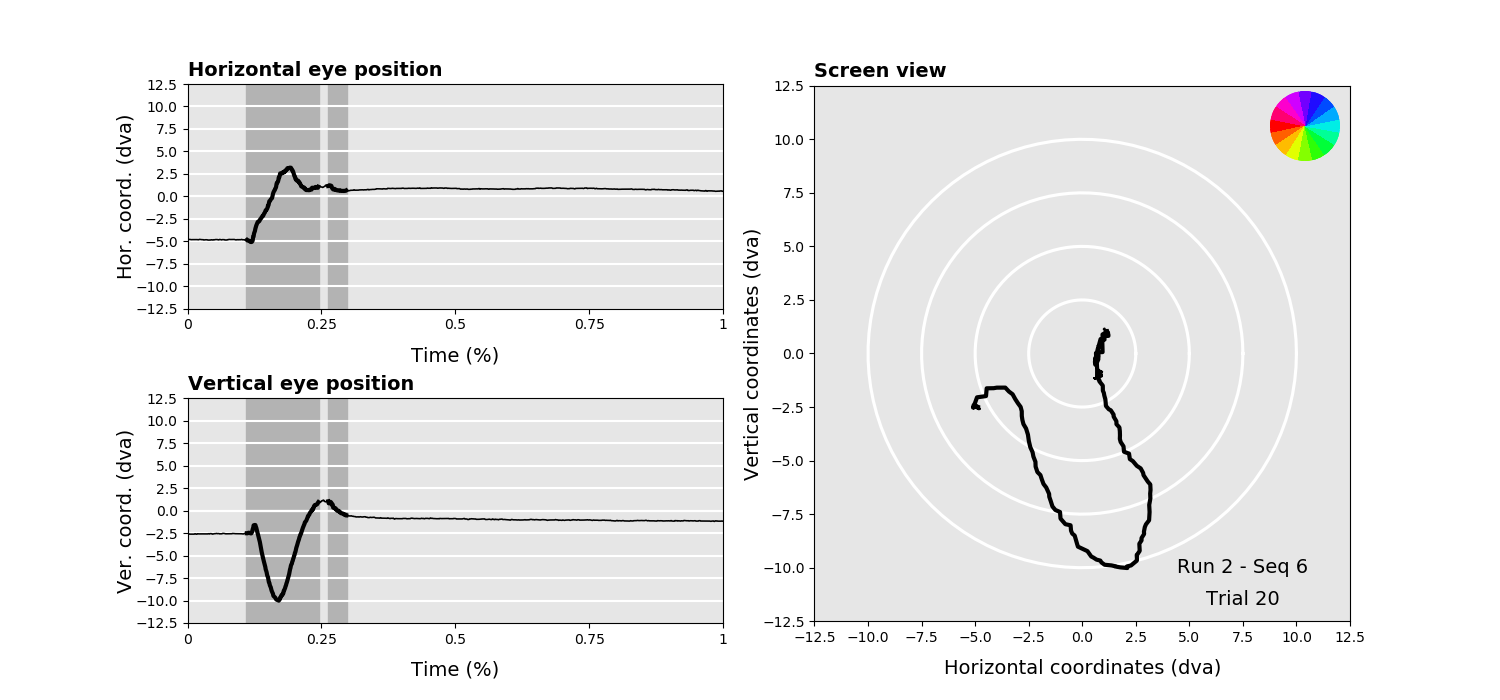 Horizontal eye position
Hor. coord. (dva)
12.5
10.0
7.5
5.0
2.5
0.0
−2.5
−5.0
−7.5
−10.0
−12.5
0 0.25 0.5 0.75 1
Time (%)
Vertical eye position
Ver. coord. (dva)
12.5
10.0
7.5
5.0
2.5
0.0
−2.5
−5.0
−7.5
−10.0
−12.5
0 0.25 0.5 0.75 1
Time (%)
Screen view
Vertical coordinates (dva)
12.5
10.0
7.5
5.0
2.5
0.0
−2.5
−5.0
−7.5
−10.0
−12.5
Run 2 - Seq 6
Trial 20
−12.5 −10.0 −7.5 −5.0 −2.5 0.0 2.5 5.0 7.5 10.0 12.5
Horizontal coordinates (dva)